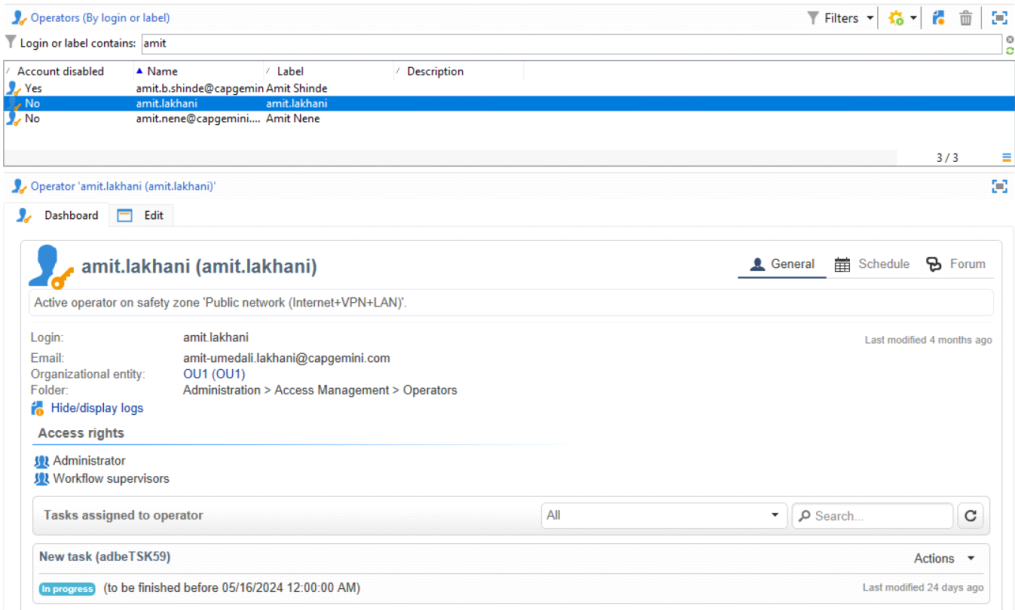 Operators (By login or label)
Filters
Login or label contains: amit
Account disabled Name Label Description
Yes amit.b.shinde@capgemin Amit Shinde
No amit.lakhani amit.lakhani
No amit.nene@capgemini.... Amit Nene
3 / 3
Operator 'amit.lakhani (amit.lakhani)'
Dashboard Edit
amit.lakhani (amit.lakhani)
General Schedule Forum
Active operator on safety zone 'Public network (Internet+VPN+LAN)'.
Login: amit.lakhani
Last modified 4 months ago
Email: amit-umedali.lakhani@capgemini.com
Organizational entity: OU1 (OU1)
Folder: Administration > Access Management > Operators
Hide/display logs
Access rights
Administrator
Workflow supervisors
Tasks assigned to operator All Search...
New task (adbeTSK59) Actions
In progress (to be finished before 05/16/2024 12:00:00 AM) Last modified 24 days ago